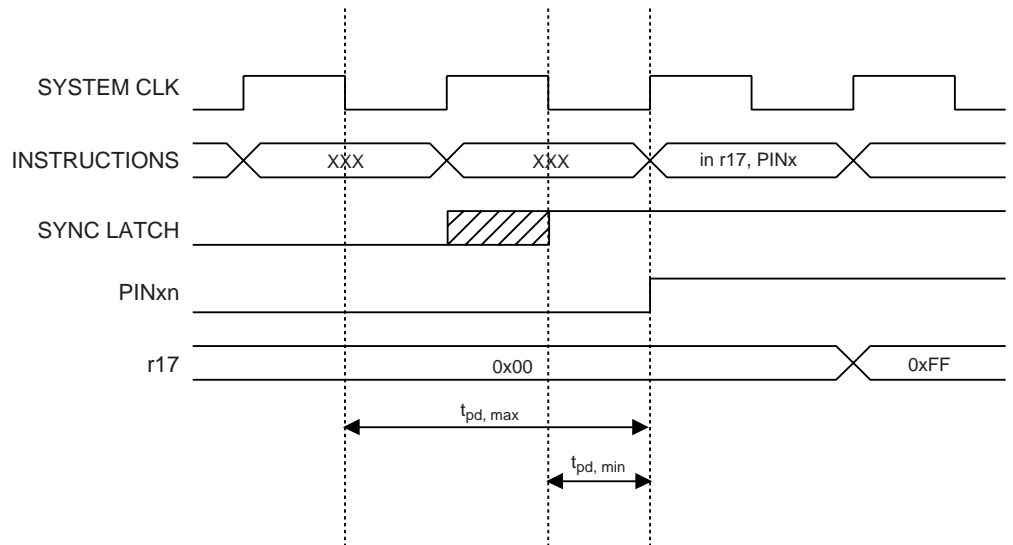 SYSTEM CLK
INSTRUCTIONS XXX XXX in r17, PINx
SYNC LATCH
PINxn
r17 0x00 0xFF
tpd, max
tpd, min